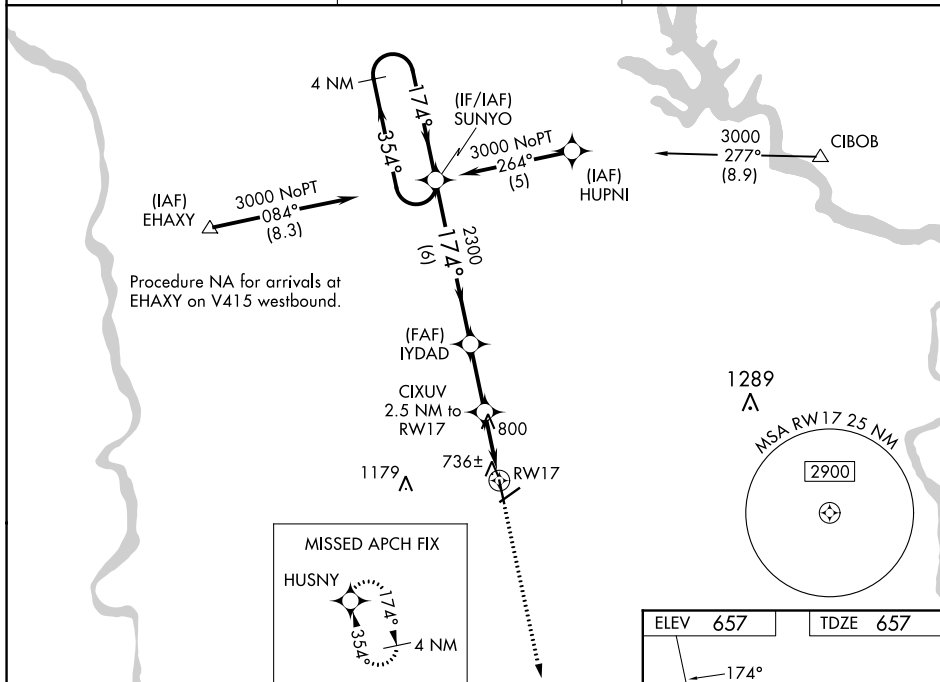 4 NM
174°
354°
(IF/IAF)
SUNYO
3000 NoPT
264°
(5)
(IAF)
HUPNI
3000
277°
(8.9)
CIBOB
(IAF)
EHAXY
3000 NoPT
084°
(8.3)
Procedure NA for arrivals at
EHAXY on V415 westbound.
2300
174°
(6)
(FAF)
IYDAD
CIXUV
2.5 NM to
RW17
800
736±
RW17
1179
1289
MSA RW17 25 NM
2900
MISSED APCH FIX
HUSNY
174°
354°
4 NM
ELEV 657
TDZE 657
174°